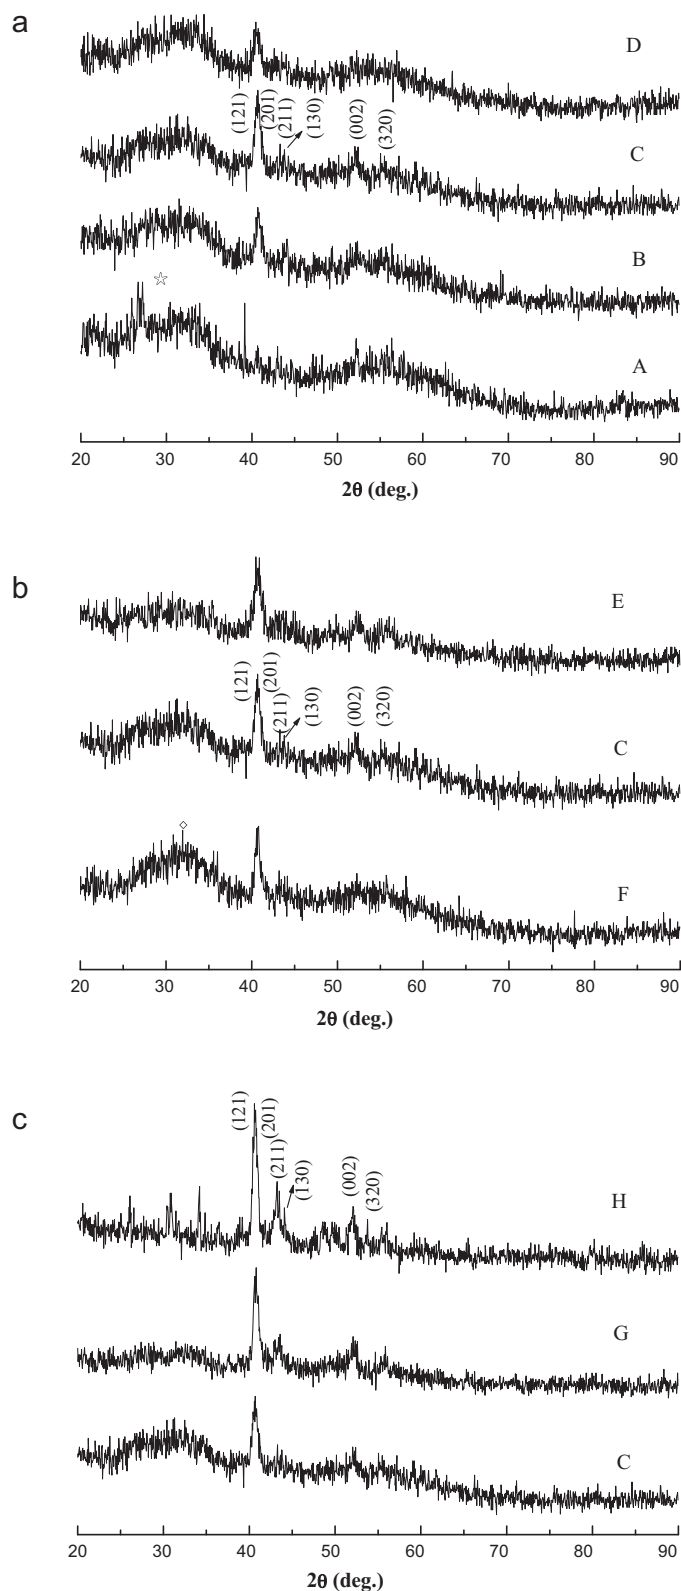 a
D
(121)
(201)
(211)
(130)
(002)
(320)
C
B
☆
A
20 30 40 50 60 70 80 90
2θ (deg.)
b
E
(121)
(201)
(211)
(130)
(002)
(320)
C
◇
F
20 30 40 50 60 70 80 90
2θ (deg.)
c
(121)
(201)
(211)
(130)
(002)
(320)
H
G
C
20 30 40 50 60 70 80 90
2θ (deg.)